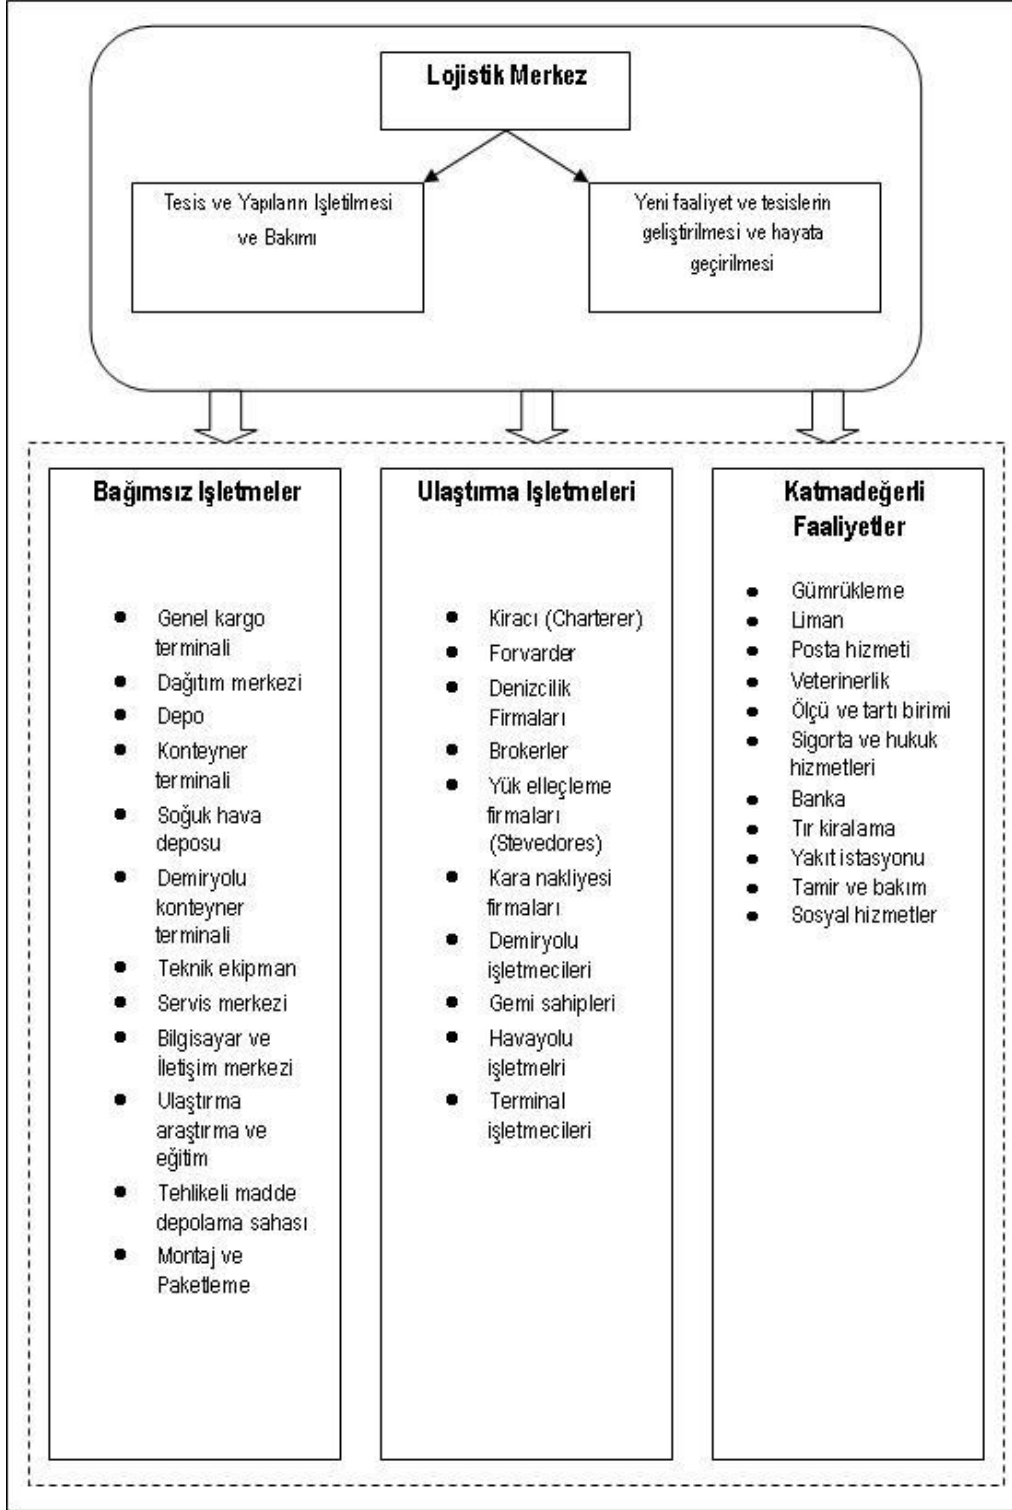 Lojistik Merkez
Tesis ve Yapıların Işletilmesi
ve Bakımı
Yeni faaliyet ve tesislerin
geliştirilmesi ve hayata
geçirilmesi
Bağımsız Işletmeler
Genel kargo
terminali
Dağıtım merkezi
Depo
Konteyner
terminali
Soğuk hava
deposu
Demiryolu
konteyner
terminali
Teknik ekipman
Servis merkezi
Bilgisayar ve
İletişim merkezi
Ulaştırma
araştırma ve
eğitim
Tehlikeli madde
depolama sahası
Montaj ve
Paketleme
Ulaştırma Işletmeleri
Kiracı (Charterer)
Forvarder
Denizcilik
Firmaları
Brokerler
Yük elleçleme
firmaları
(Stevedores)
Kara nakliyesi
firmaları
Demiryolu
işletmecileri
Gemi sahipleri
Havayolu
işletmelri
Terminal
işletmecileri
Katmadeğerli
Faaliyetler
Gümrükleme
Liman
Posta hizmeti
Veterinerlik
Ölçü ve tartı birimi
Sigorta ve hukuk
hizmetleri
Banka
Tır kiralama
Yakıt istasyonu
Tamir ve bakım
Sosyal hizmetler